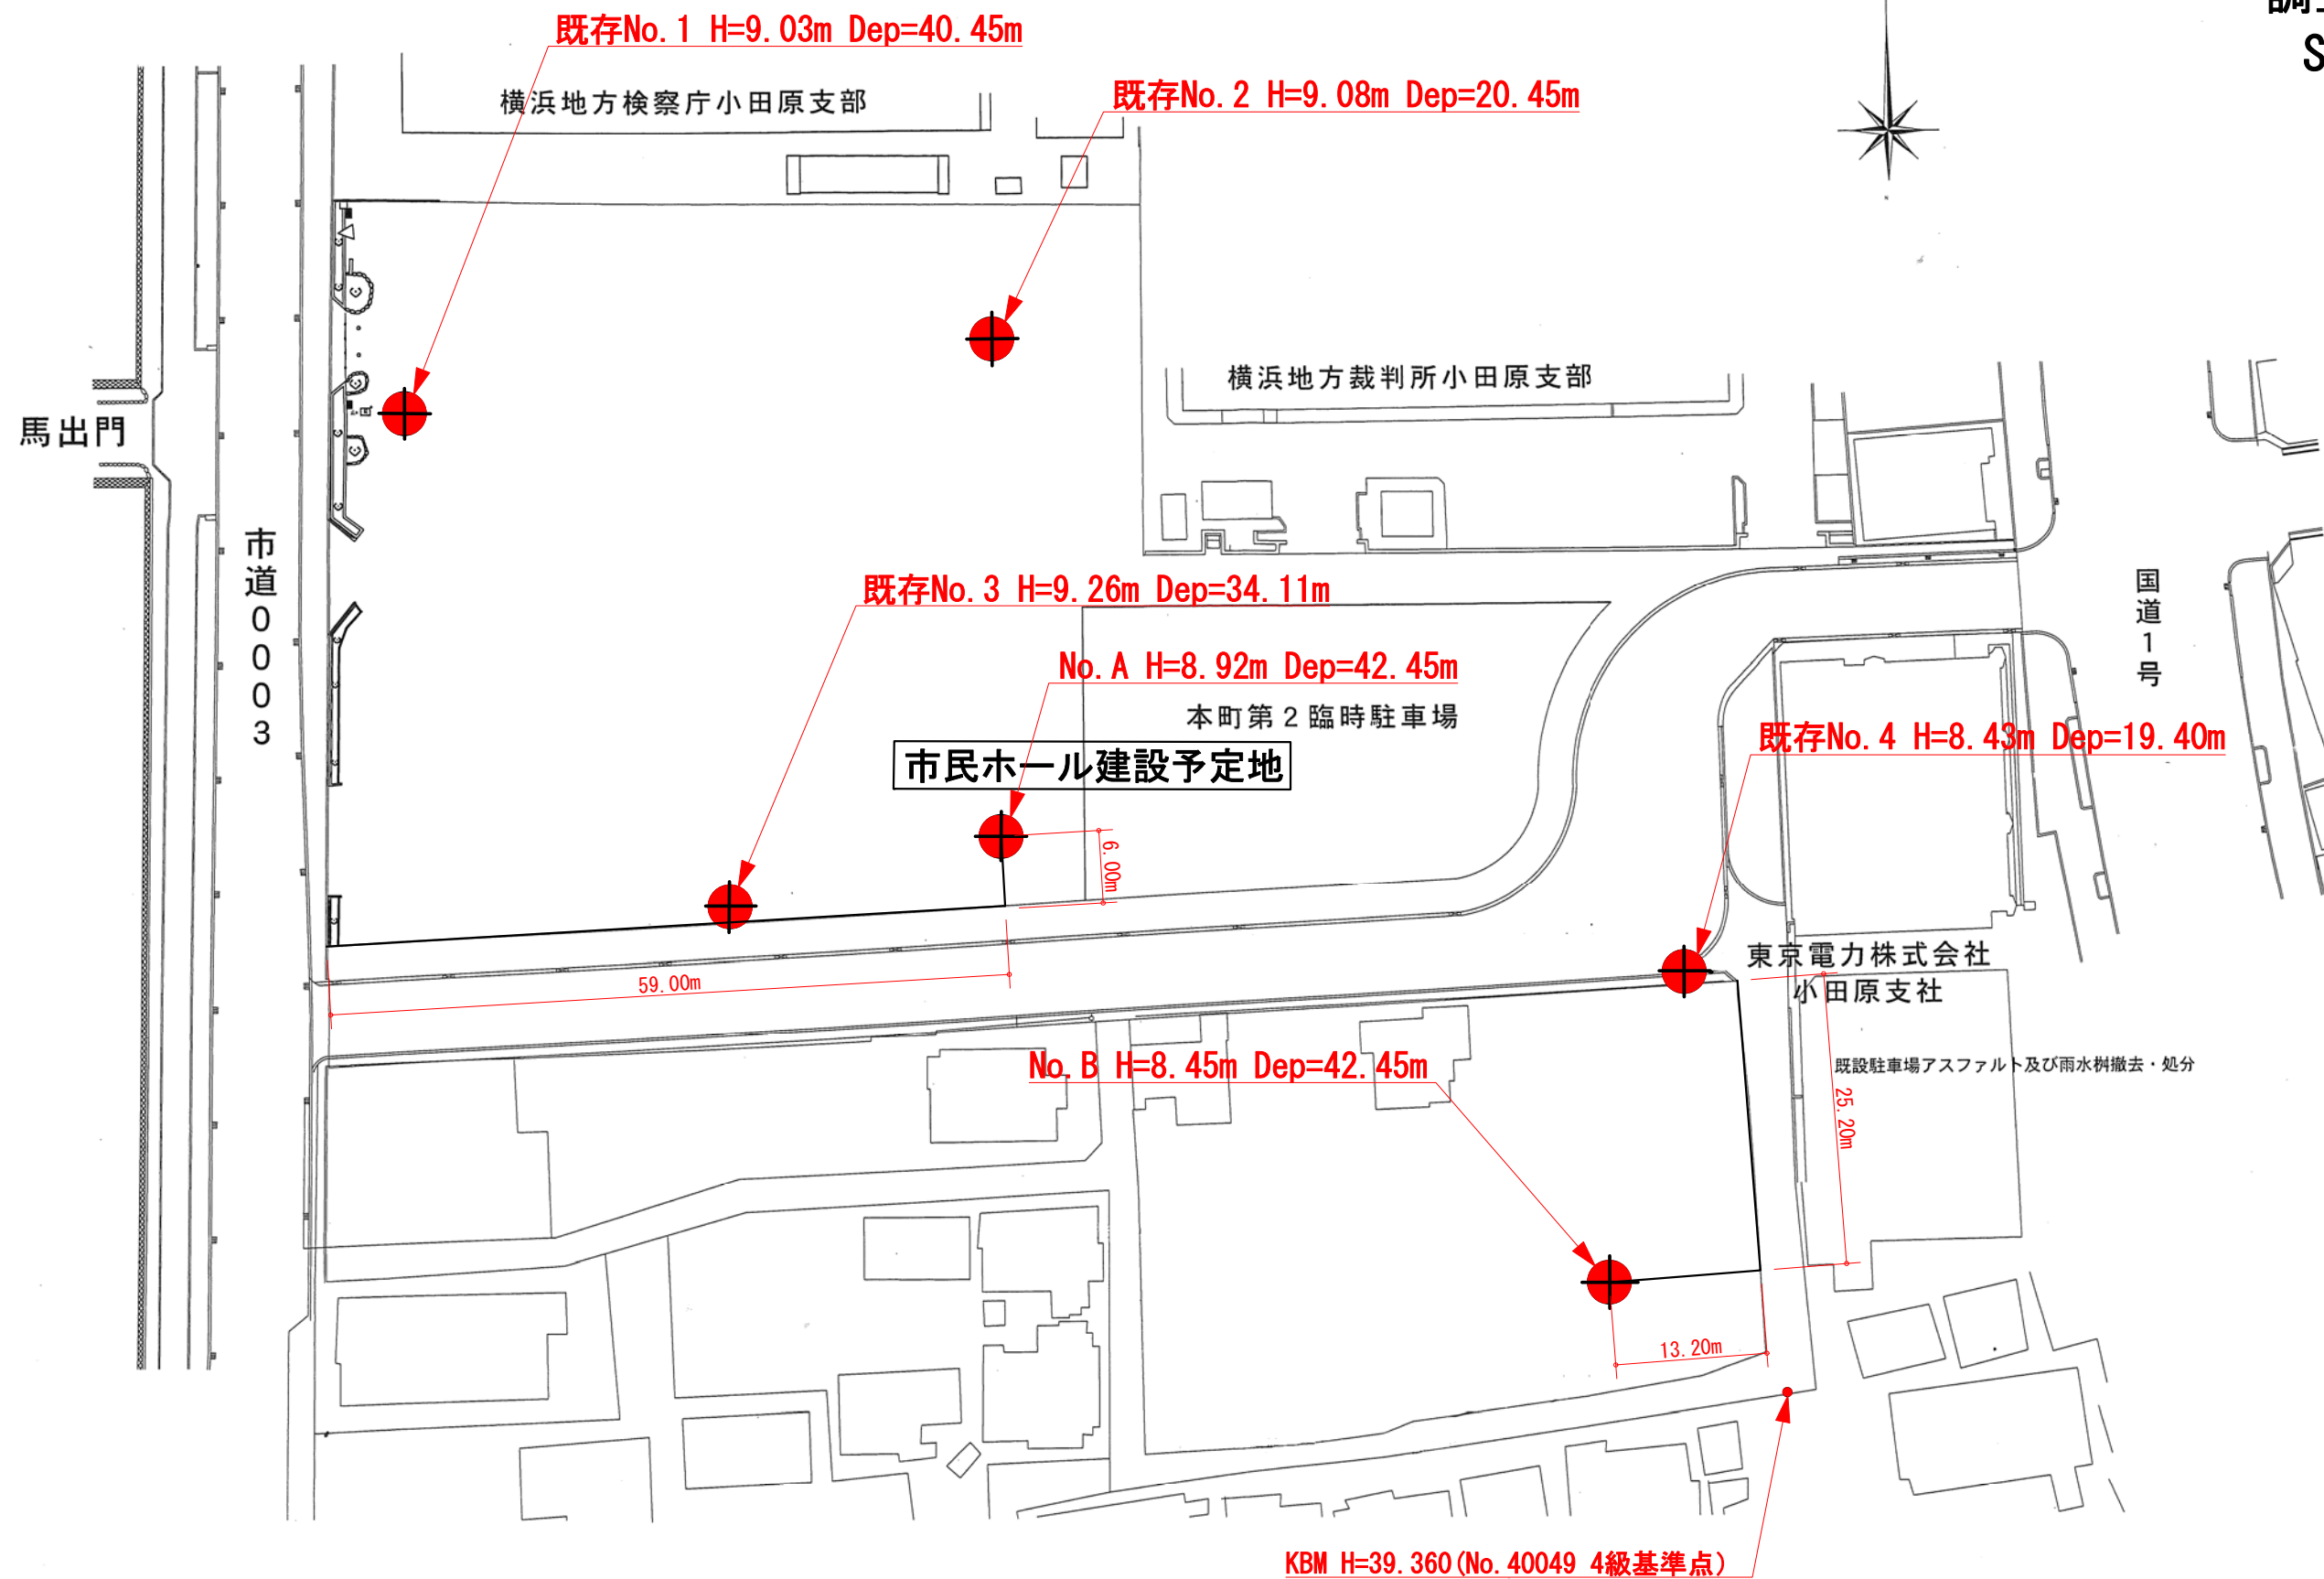 既存No.1 H=9.03m Dep=40.45m
横浜地方検察庁小田原支部
既存No.2 H=9.08m Dep=20.45m
S
横浜地方裁判所小田原支部
馬出門
市道0003
国道1号
既存No.3 H=9.26m Dep=34.11m
No.A H=8.92m Dep=42.45m
本町第2臨時駐車場
既存No.4 H=8.43m Dep=19.40m
市民ホール建設予定地
6.00m
59.00m
東京電力株式会社
小田原支社
No.B H=8.45m Dep=42.45m
既設駐車場アスファルト及び雨水桝撤去・処分
25.20m
13.20m
KBM H=39.360(No.40049 4級基準点)